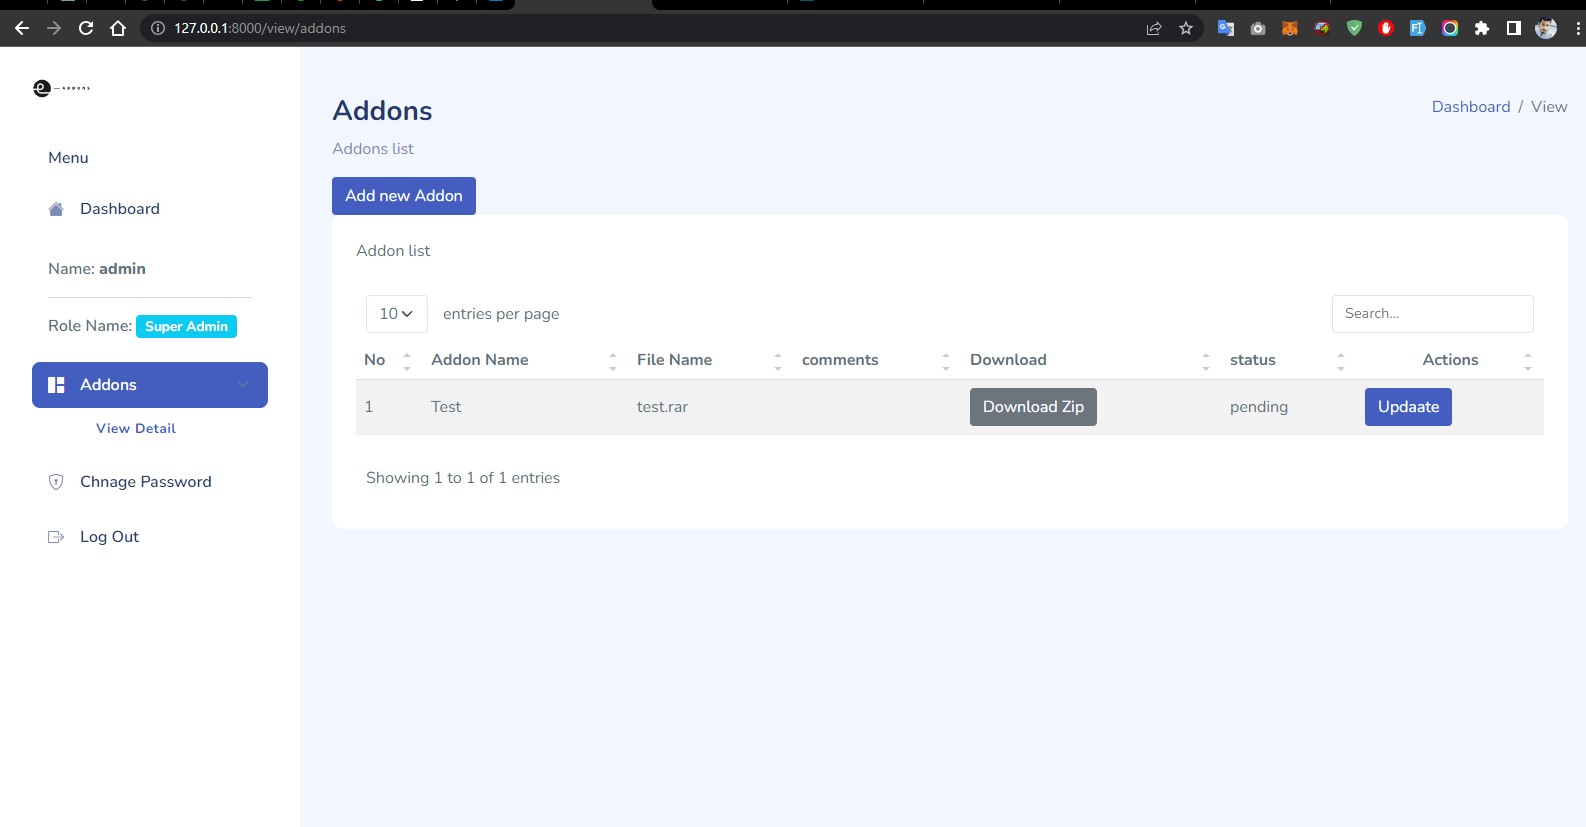 127.0.0.1:8000/view/addons
Menu
Dashboard
Name: admin
Role Name: Super Admin
Addons
View Detail
Chnage Password
Log Out
Addons
Dashboard / View
Addons list
Add new Addon
Addon list
10 entries per page
Search...
No Addon Name File Name comments Download status Actions
1 Test test.rar Download Zip pending Updaate
Showing 1 to 1 of 1 entries